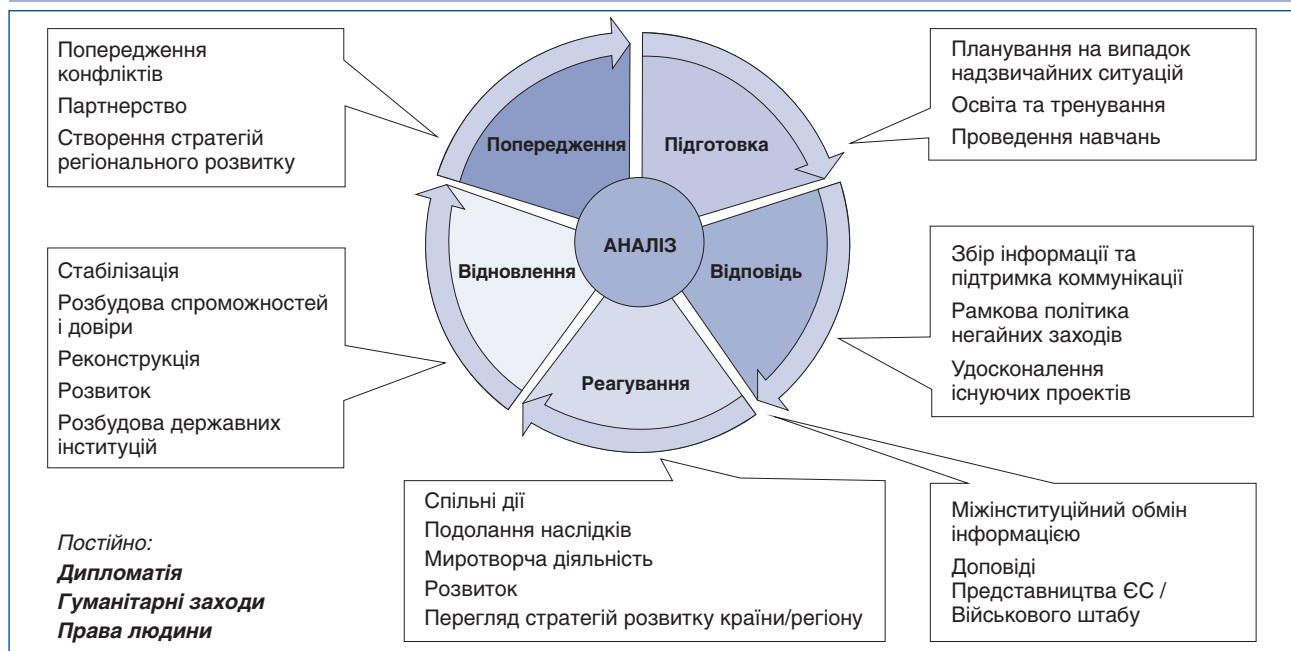 Попередження
конфліктів
Партнерство
Створення стратегій
регіонального розвитку
Планування на випадок
надзвичайних ситуацій
Освіта та тренування
Проведення навчань
Попередження
Підготовка
АНАЛІЗ
Відновлення
Відповідь
Реагування
Стабілізація
Розбудова спроможностей
і довіри
Реконструкція
Розвиток
Розбудова державних
інституцій
Збір інформації та
підтримка коммунікації
Рамкова політика
негайних заходів
Удосконалення
існуючих проектів
Спільні дії
Подолання наслідків
Миротворча діяльність
Розвиток
Перегляд стратегій розвитку країни/регіону
Міжінституційний обмін
інформацією
Доповіді
Представництва ЄС /
Військового штабу
Постійно:
Дипломатія
Гуманітарні заходи
Права людини